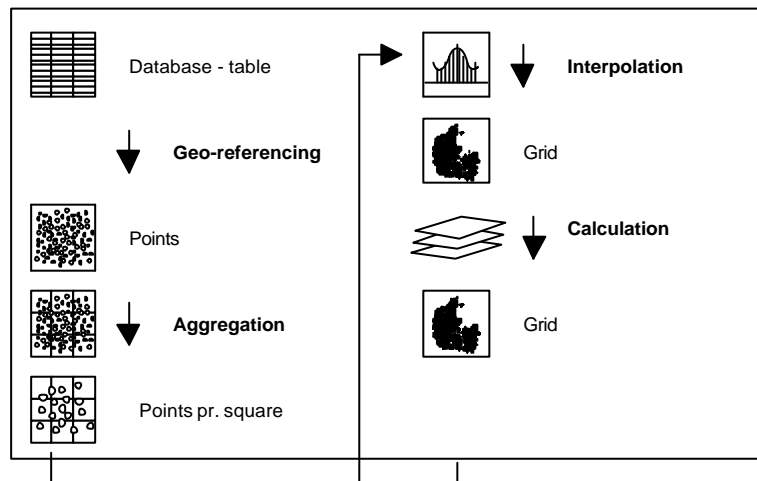 Database - table
Geo-referencing
Points
Aggregation
Points pr. square
Interpolation
Grid
Calculation
Grid